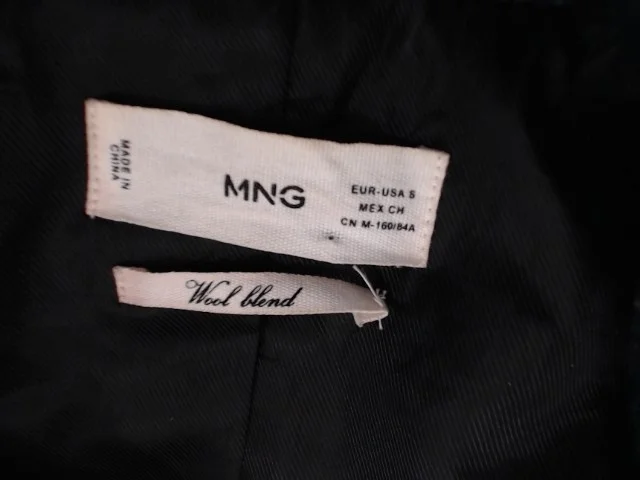 MADE IN
CHINA
MNG
EUR-USA S
MEX CH
CN M-160/84A
Wool blend